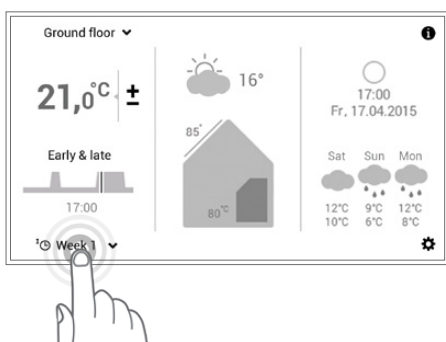 Ground floor
21,0°C ±
Early & late
17:00
¹ Week 1
16°
85°
80°C
i
17:00
Fr, 17.04.2015
Sat Sun Mon
12°C 9°C 12°C
10°C 6°C 8°C